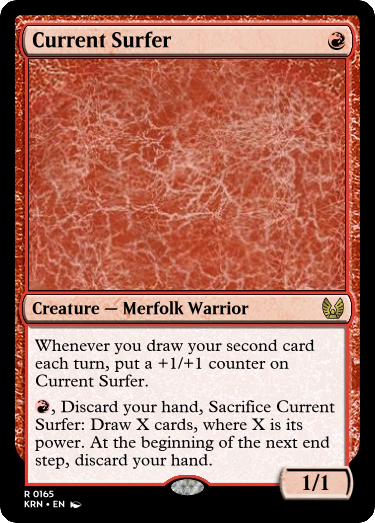 Current Surfer
Creature — Merfolk Warrior
Whenever you draw your second card
each turn, put a +1/+1 counter on
Current Surfer.
, Discard your hand, Sacrifice Current
Surfer: Draw X cards, where X is its
power. At the beginning of the next end
step, discard your hand.
1/1
R 0165
KRN • EN